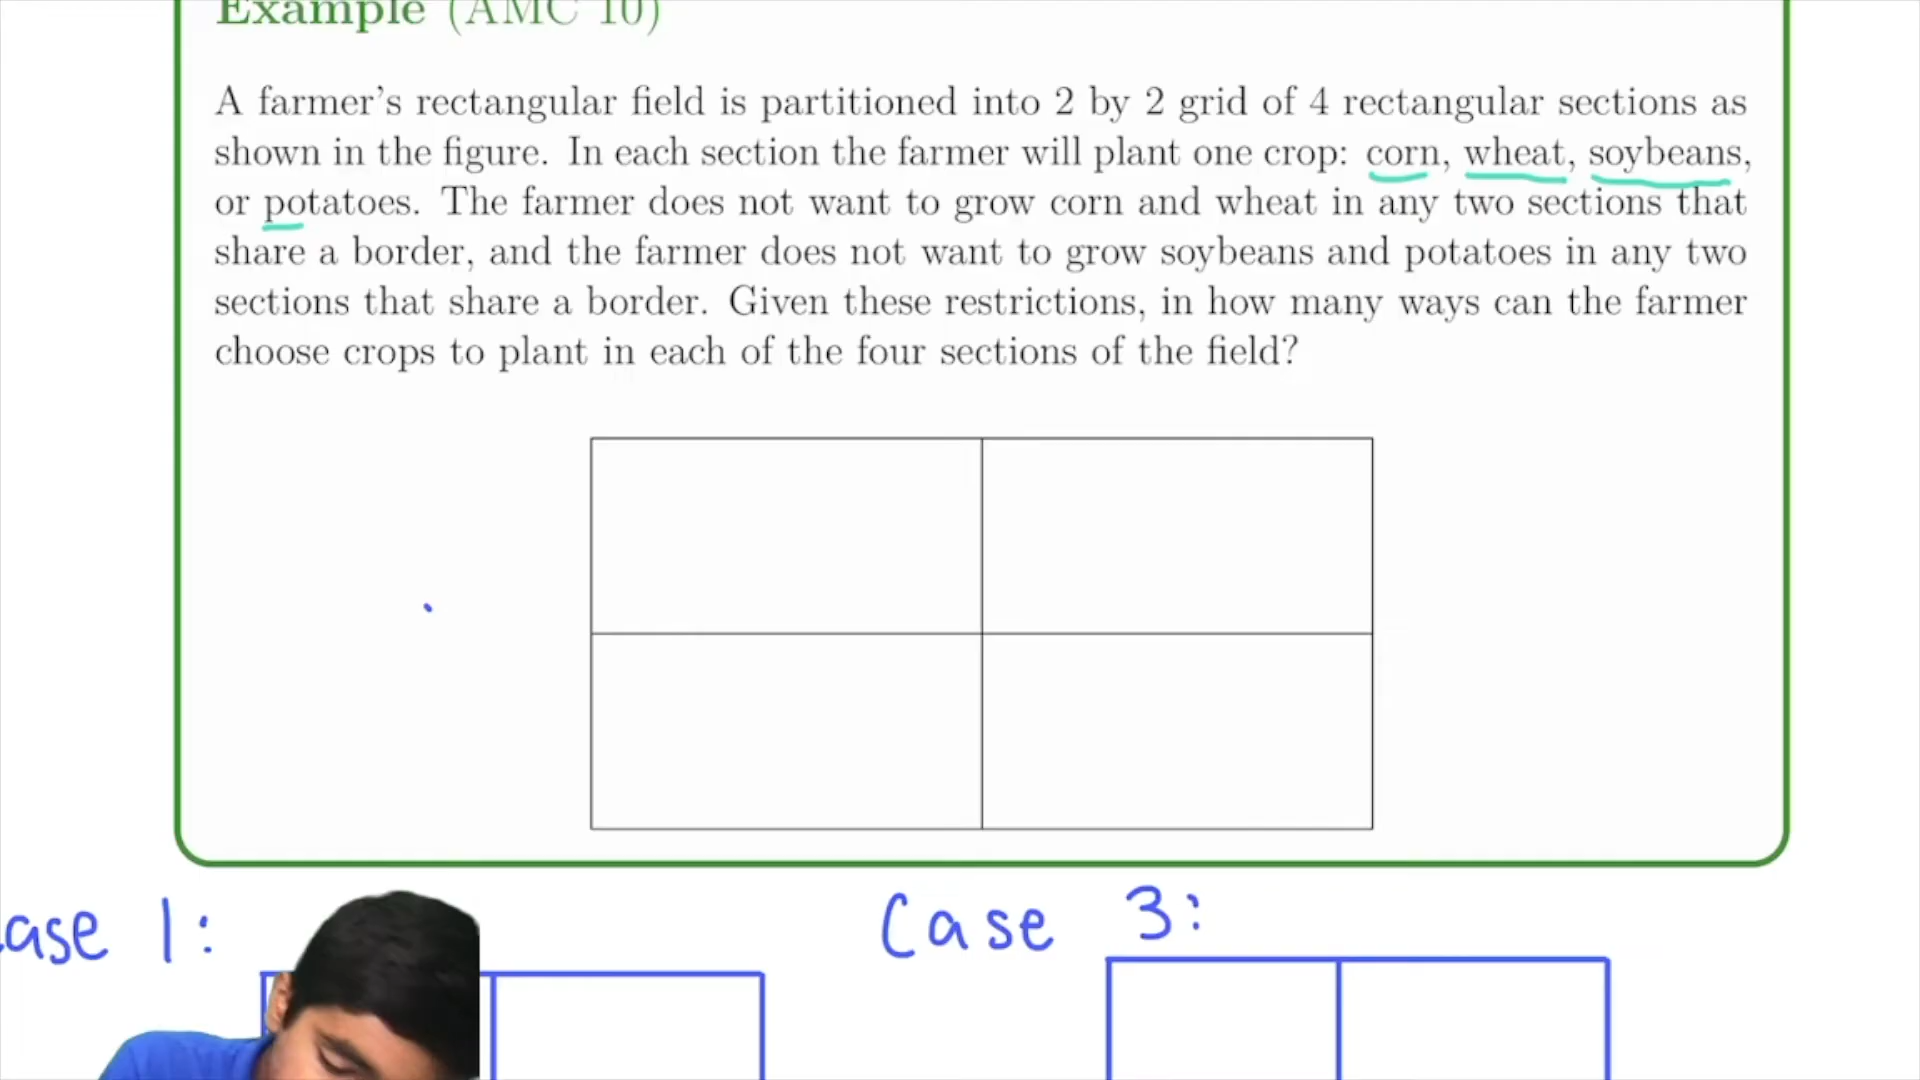 Example (AMC 10)
A farmer's rectangular field is partitioned into 2 by 2 grid of 4 rectangular sections as
shown in the figure. In each section the farmer will plant one crop: corn, wheat, soybeans,
or potatoes. The farmer does not want to grow corn and wheat in any two sections that
share a border, and the farmer does not want to grow soybeans and potatoes in any two
sections that share a border. Given these restrictions, in how many ways can the farmer
choose crops to plant in each of the four sections of the field?
ase 1:
Case 3: